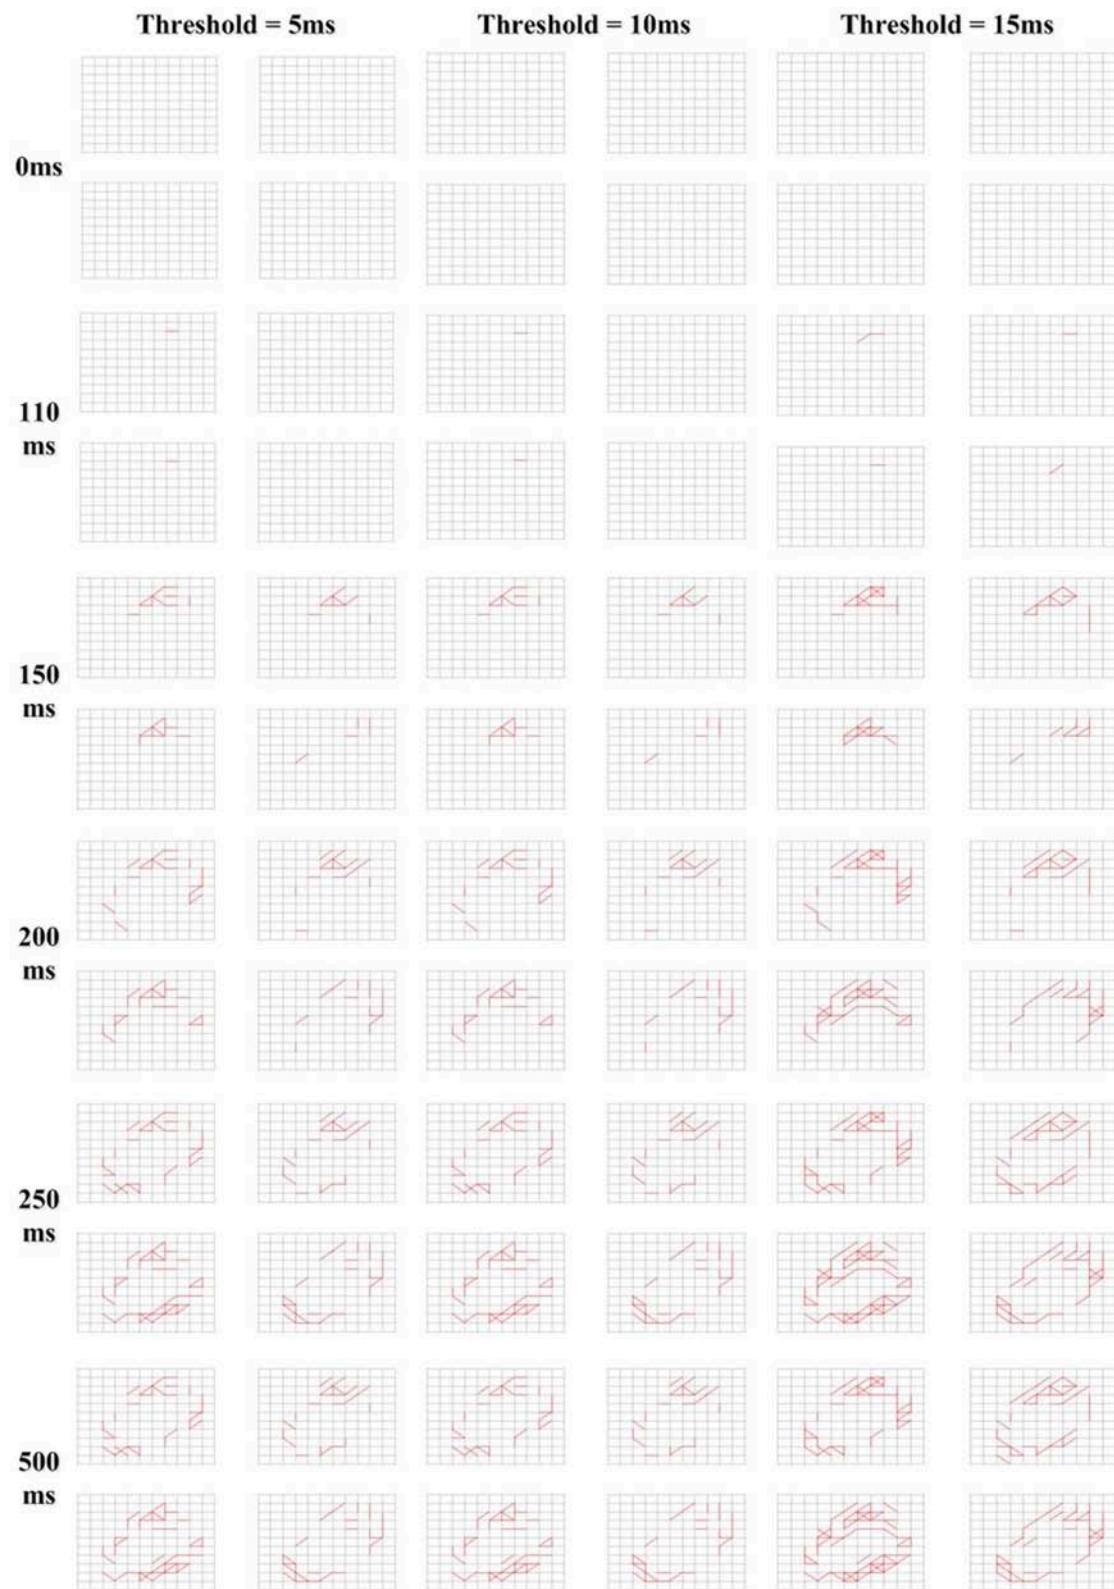 Threshold = 5ms Threshold = 10ms Threshold = 15ms
0ms
110
ms
150
ms
200
ms
250
ms
500
ms